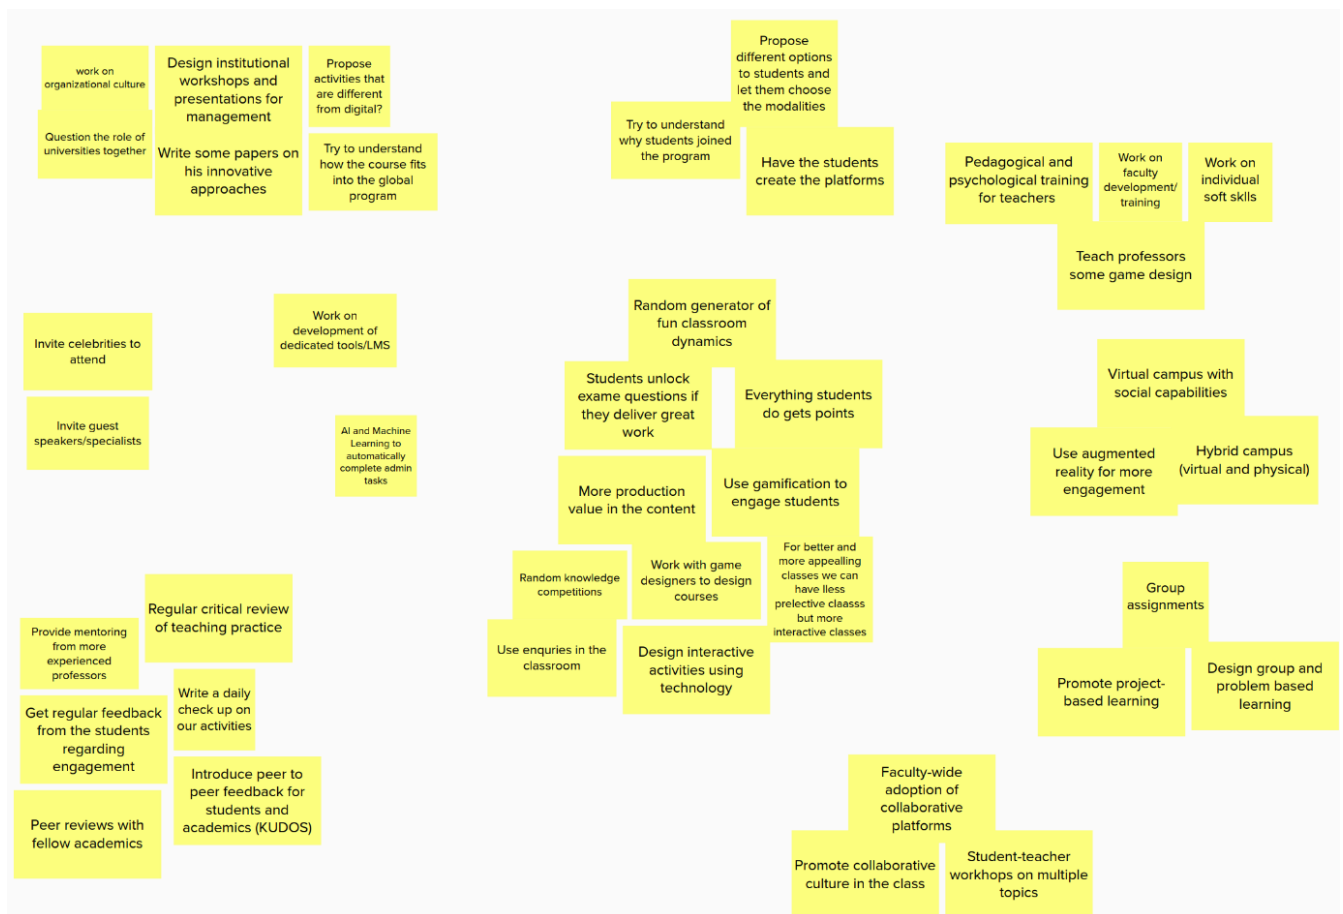 work on
organizational culture
Design institutional
workshops and
presentations for
management
Propose
activities that
are different
from digital?
Question the role of
universities together
Write some papers on
his innovative
approaches
Try to understand
how the course fits
into the global
program
Propose
different options
to students and
let them choose
the modalities
Try to understand
why students joined
the program
Have the students
create the platforms
Pedagogical and
psychological training
for teachers
Work on
faculty
development/
training
Work on
individual
soft sklls
Teach professors
some game design
Invite celebrities to
attend
Invite guest
speakers/specialists
Work on
development of
dedicated tools/LMS
AI and Machine
Learning to
automatically
complete admin
tasks
Random generator of
fun classroom
dynamics
Students unlock
exame questions if
they deliver great
work
Everything students
do gets points
More production
value in the content
Use gamification to
engage students
Random knowledge
competitions
Work with game
designers to design
courses
For better and
more appealling
classes we can
have lless
prelective claasss
but more
interactive classes
Use enquries in the
classroom
Design interactive
activities using
technology
Virtual campus with
social capabilities
Use augmented
reality for more
engagement
Hybrid campus
(virtual and physical)
Regular critical review
of teaching practice
Provide mentoring
from more
experienced
professors
Write a daily
check up on
our activities
Get regular feedback
from the students
regarding
engagement
Introduce peer to
peer feedback for
students and
academics (KUDOS)
Peer reviews with
fellow academics
Group
assignments
Promote project-
based learning
Design group and
problem based
learning
Faculty-wide
adoption of
collaborative
platforms
Promote collaborative
culture in the class
Student-teacher
workhops on multiple
topics